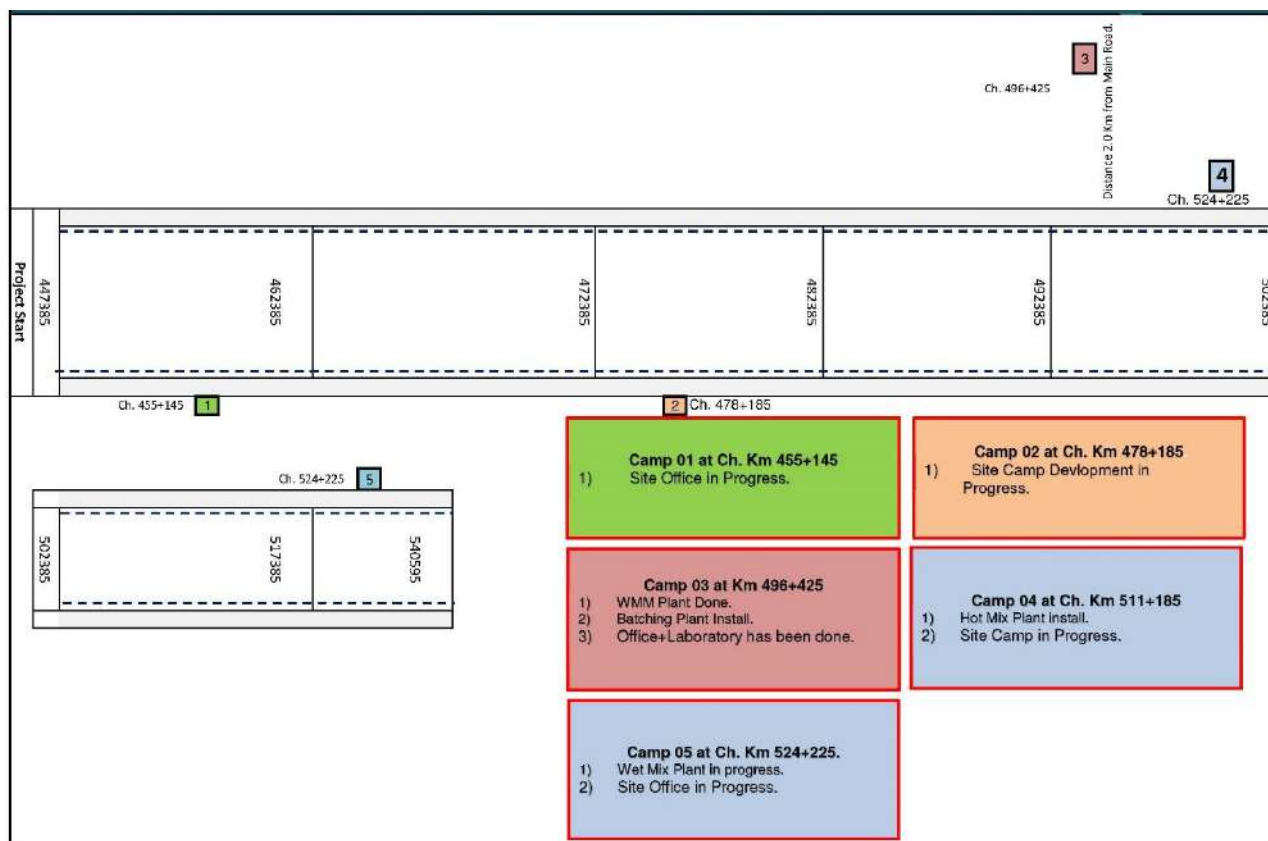 3
Distance 2.0 Km from Main Road.
Ch. 496+425
4
Ch. 524+225
Project Start
447385
462385
472385
482385
492385
502385
Ch. 455+145
1
2
Ch. 478+185
Ch. 524+225
5
502385
517385
540595
Camp 01 at Ch. Km 455+145
1) Site Office in Progress.
Camp 02 at Ch. Km 478+185
1) Site Camp Devlopment in
Progress.
Camp 03 at Km 496+425
1) WMM Plant Done.
2) Batching Plant Install.
3) Office+Laboratory has been done.
Camp 04 at Ch. Km 511+185
1) Hot Mix Plant Install.
2) Site Camp in Progress.
Camp 05 at Ch. Km 524+225.
1) Wet Mix Plant in progress.
2) Site Office in Progress.